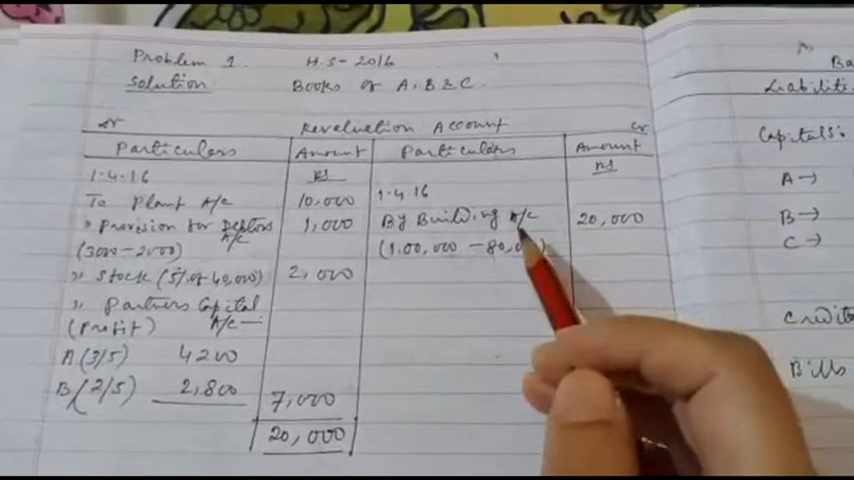 Problem 1. H.S-2016
Solution Books of A, B & C
Dr Revaluation Account Cr
Particulars Amount Particulars Amount
Rs Rs
1.4.16 1.4.16
To Plant A/c 10,000
" Provision for Debtors A/c 1,000 By Building A/c 20,000
(3000-2000) (1,00,000 - 80,
" Stock (5% of 40,000) 2,000
" Partners Capital A/c
(Profit)
A (3/5) 4200
B (2/5) 2,800 7,000
20,000
Ba
Liabilitie
Capitals:
A→
B→
C→
Credito
Bills